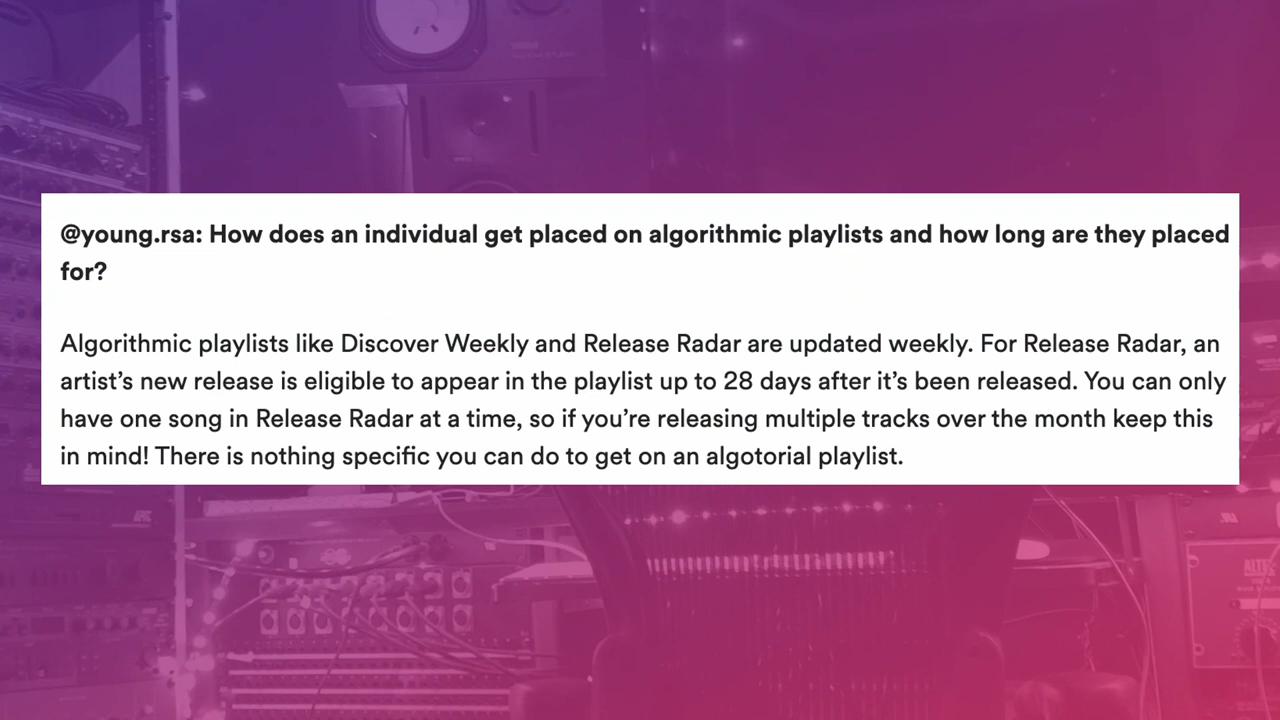 @young.rsa: How does an individual get placed on algorithmic playlists and how long are they placed
for?
Algorithmic playlists like Discover Weekly and Release Radar are updated weekly. For Release Radar, an
artist’s new release is eligible to appear in the playlist up to 28 days after it’s been released. You can only
have one song in Release Radar at a time, so if you’re releasing multiple tracks over the month keep this
in mind! There is nothing specific you can do to get on an algotorial playlist.